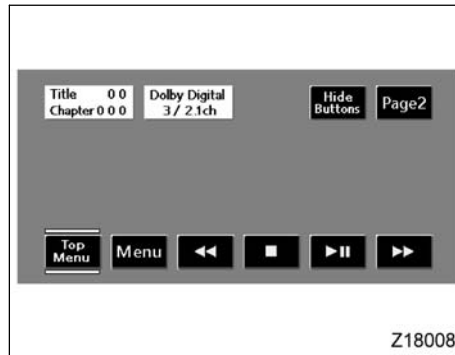 Title 0 0
Chapter 0 0 0
Dolby Digital
3 / 2.1ch
Hide
Buttons
Page2
Top
Menu
Menu
Z18008